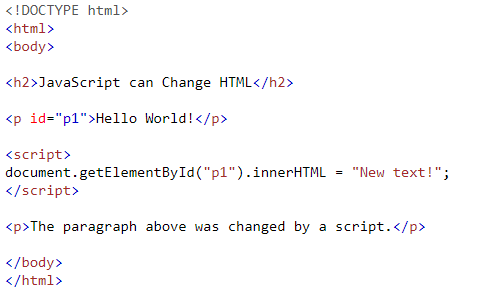 <!DOCTYPE html>
<html>
<body>
<h2>JavaScript can Change HTML</h2>
<p id="p1">Hello World!</p>
<script>
document.getElementById("p1").innerHTML = "New text!";
</script>
<p>The paragraph above was changed by a script.</p>
</body>
</html>